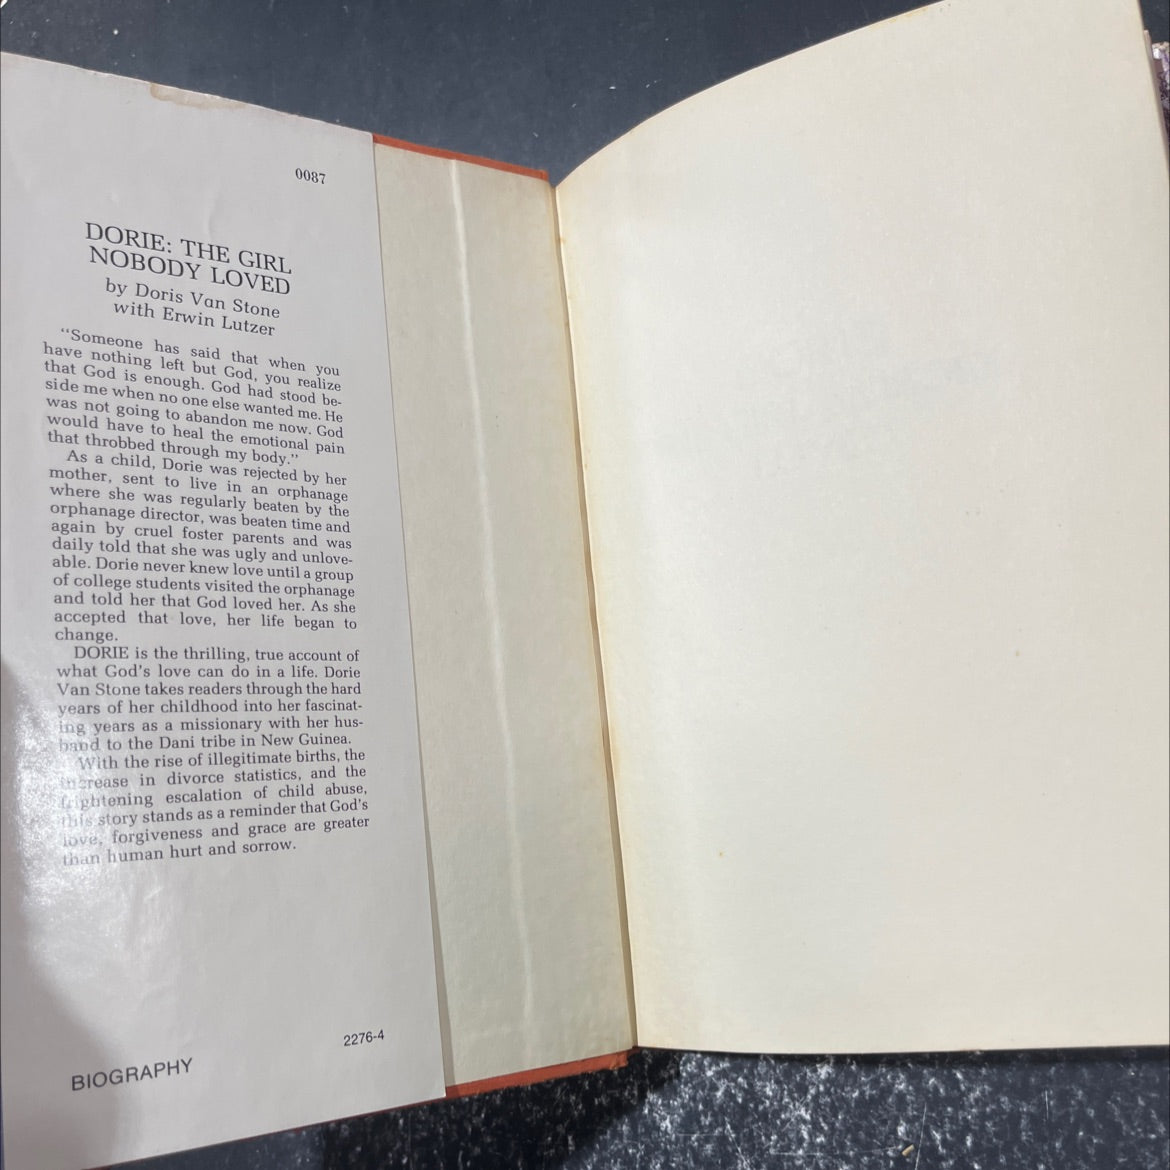 0087
DORIE: THE GIRL
NOBODY LOVED
by Doris Van Stone
with Erwin Lutzer
"Someone has said that when you
have nothing left but God, you realize
that God is enough. God had stood be-
side me when no one else wanted me. He
was not going to abandon me now. God
would have to heal the emotional pain
that throbbed through my body."
As a child, Dorie was rejected by her
mother, sent to live in an orphanage
where she was regularly beaten by the
orphanage director, was beaten time and
again by cruel foster parents and was
daily told that she was ugly and unlove-
able. Dorie never knew love until a group
of college students visited the orphanage
and told her that God loved her. As she
accepted that love, her life began to
change.
DORIE is the thrilling, true account of
what God's love can do in a life. Dorie
Van Stone takes readers through the hard
years of her childhood into her fascinat-
ing years as a missionary with her hus-
band to the Dani tribe in New Guinea.
With the rise of illegitimate births, the
increase in divorce statistics, and the
frightening escalation of child abuse,
this story stands as a reminder that God's
love, forgiveness and grace are greater
than human hurt and sorrow.
2276-4
BIOGRAPHY